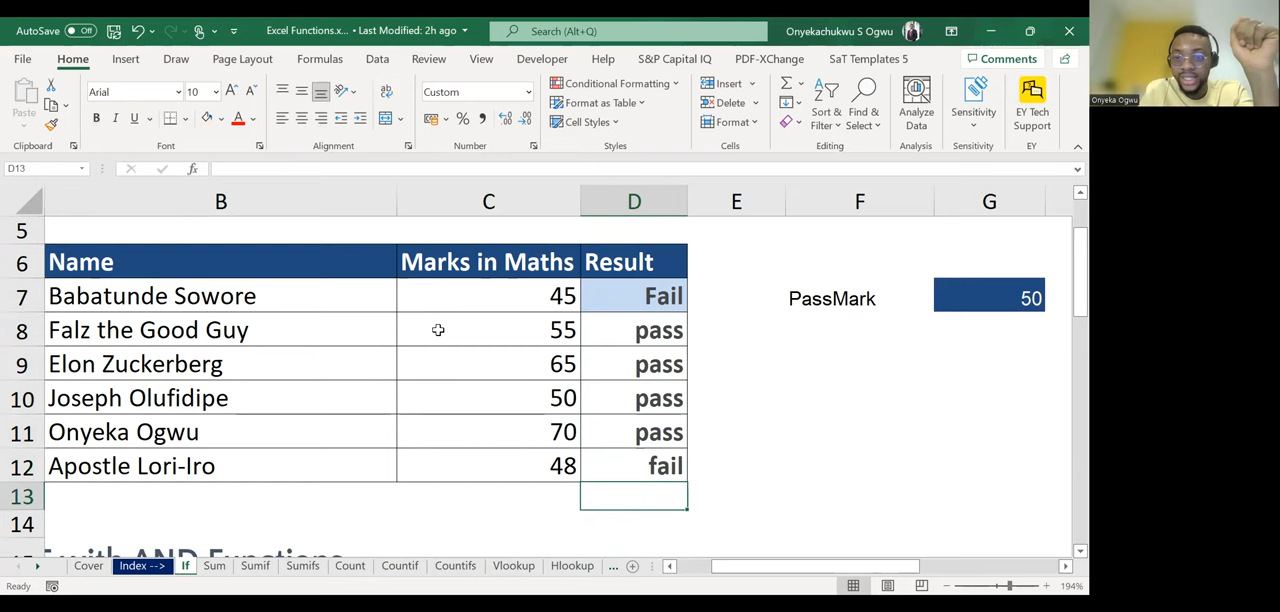 AutoSave Off Excel Functions.x... • Last Modified: 2h ago Search (Alt+Q) Onyekachukwu S Ogwu
File Home Insert Draw Page Layout Formulas Data Review View Developer Help S&P Capital IQ PDF-XChange SaT Templates 5 Comments
Paste Arial 10 A A ab Custom Conditional Formatting Insert Σ A Z Sort & Filter Find & Select Analyze Data Sensitivity EY Tech Support
B I U A % , Format as Table Delete
Cell Styles Format
Clipboard Font Alignment Number Styles Cells Editing Analysis Sensitivity EY
Onyeka Ogwu
D13 fx
B C D E F G
5
6 Name Marks in Maths Result
7 Babatunde Sowore 45 Fail PassMark 50
8 Falz the Good Guy 55 pass
9 Elon Zuckerberg 65 pass
10 Joseph Olufidipe 50 pass
11 Onyeka Ogwu 70 pass
12 Apostle Lori-Iro 48 fail
13
14
with AND Functions
Cover Index --> If Sum Sumif Sumifs Count Countif Countifs Vlookup Hlookup ...
Ready 194%